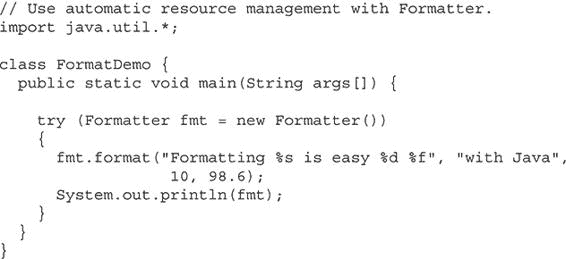 // Use automatic resource management with Formatter.
import java.util.*;

class FormatDemo {
  public static void main(String args[]) {

    try (Formatter fmt = new Formatter())
    {
      fmt.format("Formatting %s is easy %d %f", "with Java",
                 10, 98.6);
      System.out.println(fmt);
    }
  }
}